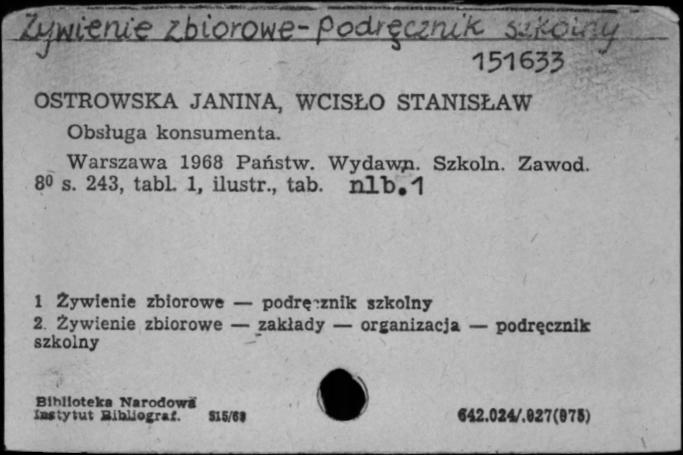 Żywienie zbiorowe-podręcznik szkolny
151633
OSTROWSKA JANINA, WCISŁO STANISŁAW
Obsługa konsumenta.
Warszawa 1968 Państw. Wydawn. Szkoln. Zawod.
8⁰ s. 243, tabl. 1, ilustr., tab. nlb.1
1 Żywienie zbiorowe — podręcznik szkolny
2. Żywienie zbiorowe — zakłady — organizacja — podręcznik
szkolny
Biblioteka Narodowa
Instytut Bibliograf. 515/68
642.024/.027(075)